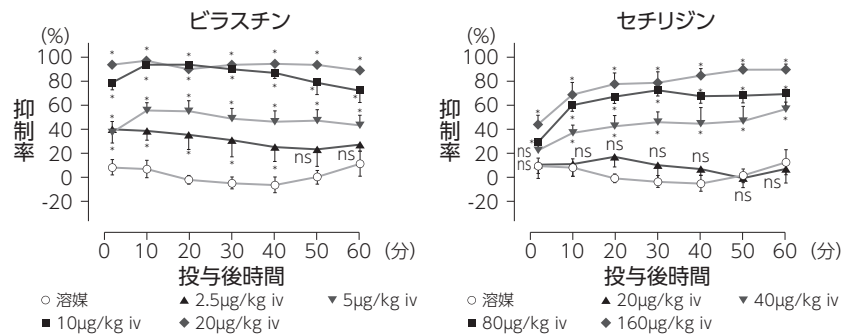 ビラスチン
(%)
100
80
60
40
20
0
-20
抑制率
* * * * * * *
ns
ns
0 10 20 30 40 50 60 (分)
投与後時間
溶媒 2.5μg/kg iv 5μg/kg iv
10μg/kg iv 20μg/kg iv
セチリジン
(%)
100
80
60
40
20
0
-20
抑制率
* * * * * * *
ns
ns
ns ns ns ns
ns
ns
0 10 20 30 40 50 60 (分)
投与後時間
溶媒 20μg/kg iv 40μg/kg iv
80μg/kg iv 160μg/kg iv